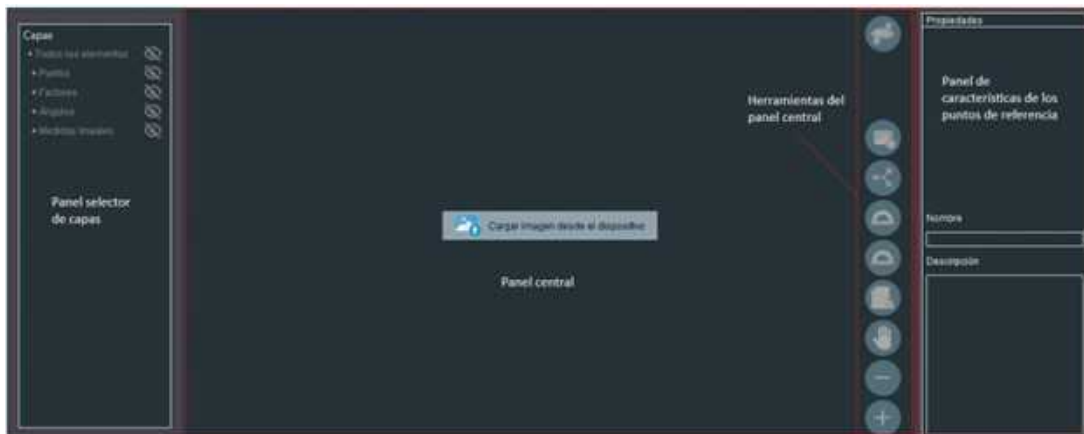 Capas
Todos los elementos
Puntos
Factores
Ángulos
Medidas lineales
Panel selector
de capas
Cargar imagen desde el dispositivo
Panel central
Herramientas del
panel central
Propiedades
Panel de
características de los
puntos de referencia
Nombre
Descripción